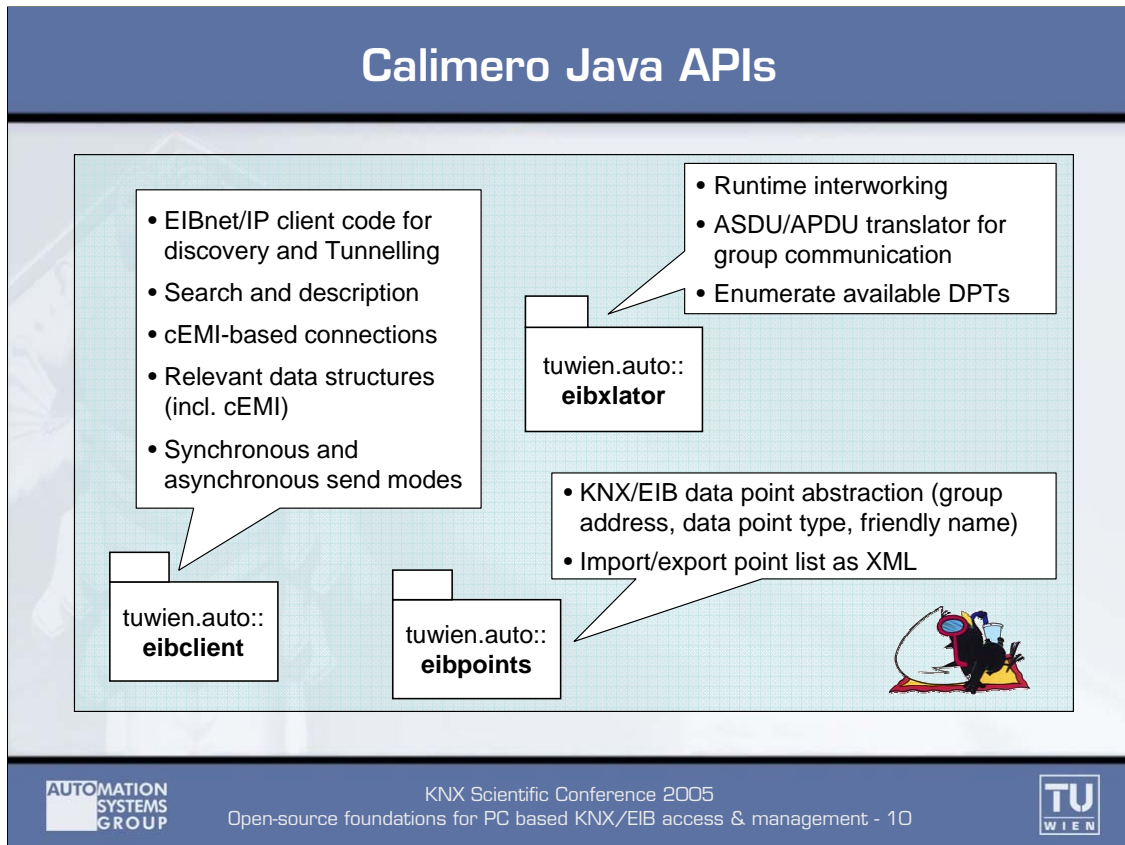 Calimero Java APIs
• EIBnet/IP client code for
discovery and Tunnelling
• Search and description
• cEMI-based connections
• Relevant data structures
(incl. cEMI)
• Synchronous and
asynchronous send modes
• Runtime interworking
• ASDU/APDU translator for
group communication
• Enumerate available DPTs
tuwien.auto::
eibxlator
• KNX/EIB data point abstraction (group
address, data point type, friendly name)
• Import/export point list as XML
tuwien.auto::
eibclient
tuwien.auto::
eibpoints
AUTOMATION
SYSTEMS
GROUP
KNX Scientific Conference 2005
Open-source foundations for PC based KNX/EIB access & management - 10
TU
WIEN